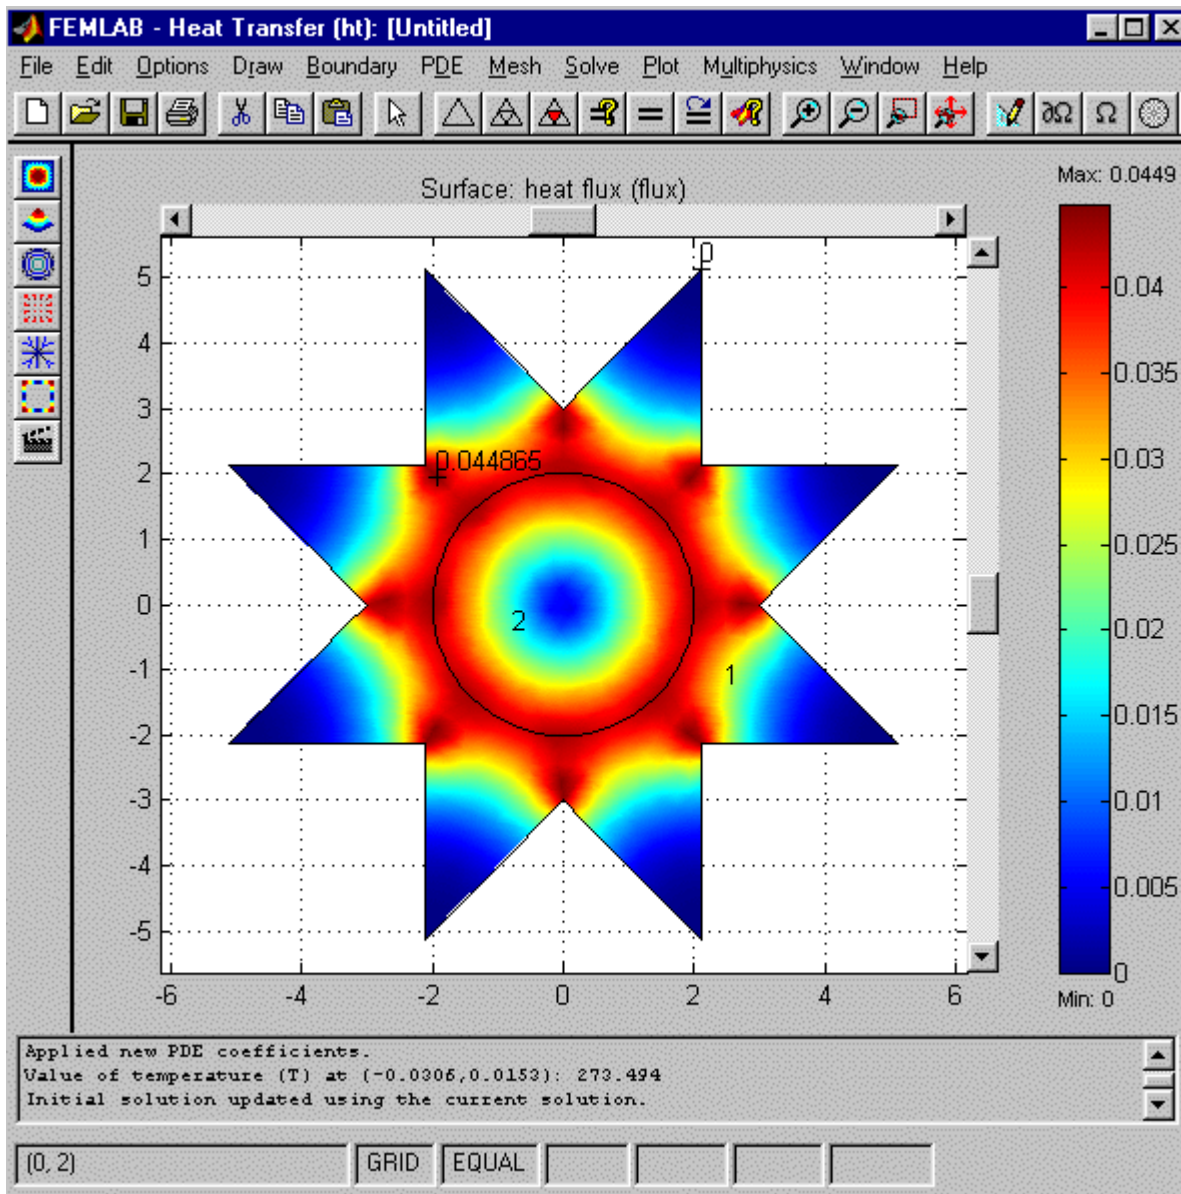 FEMLAB - Heat Transfer (ht): [Untitled]
File Edit Options Draw Boundary PDE Mesh Solve Plot Multiphysics Window Help
= ∂Ω Ω
Surface: heat flux (flux)
Max: 0.0449
0
5
4
3
2
1
0
-1
-2
-3
-4
-5
0.044865
2
1
-6 -4 -2 0 2 4 6
0.04
0.035
0.03
0.025
0.02
0.015
0.01
0.005
0
Min: 0
Applied new PDE coefficients.
Value of temperature (T) at (-0.0306,0.0153): 273.494
Initial solution updated using the current solution.
(0, 2) GRID EQUAL